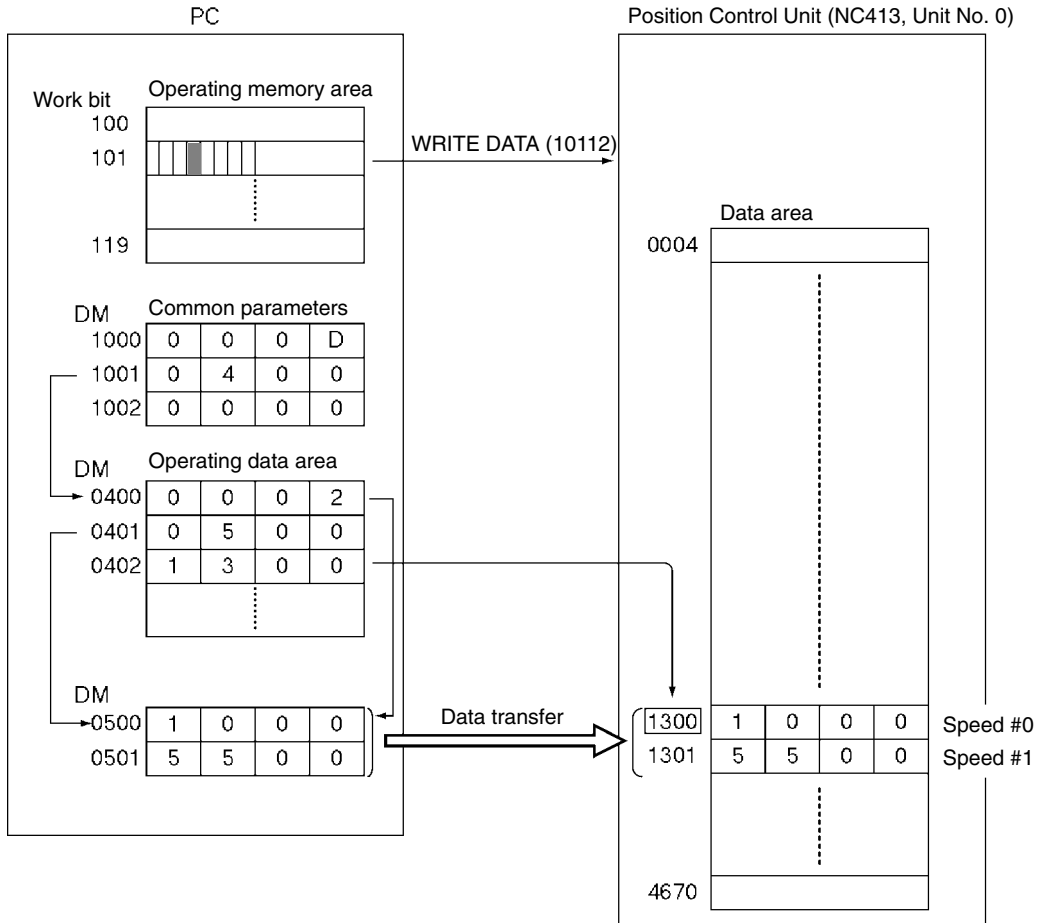 PC
Position Control Unit (NC413, Unit No. 0)
Work bit
Operating memory area
100
101
WRITE DATA (10112)
119
Data area
0004
DM
Common parameters
1000 0 0 0 D
1001 0 4 0 0
1002 0 0 0 0
DM
Operating data area
0400 0 0 0 2
0401 0 5 0 0
0402 1 3 0 0
DM
0500 1 0 0 0
0501 5 5 0 0
Data transfer
1300 1 0 0 0 Speed #0
1301 5 5 0 0 Speed #1
4670